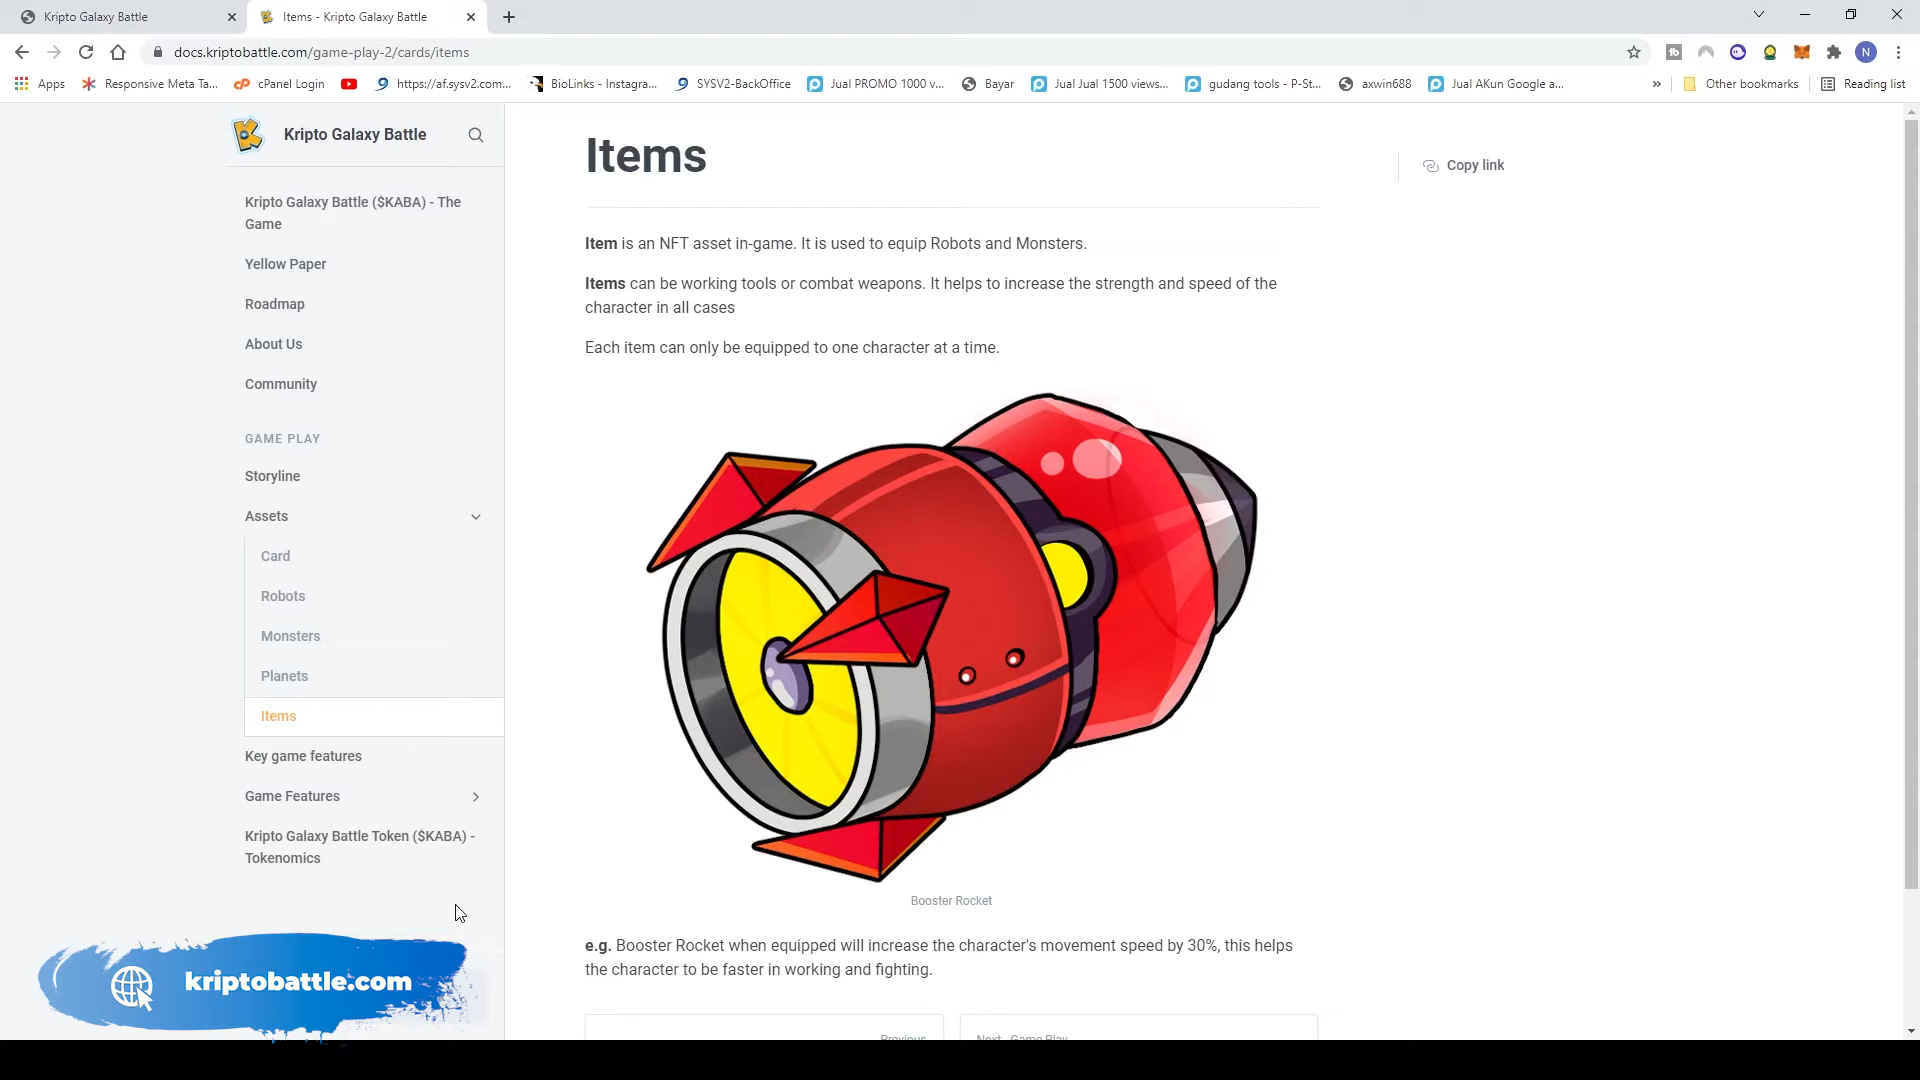 Kripto Galaxy Battle
Items - Kripto Galaxy Battle
docs.kriptobattle.com/game-play-2/cards/items
N
Apps
Responsive Meta Ta...
cPanel Login
https://af.sysv2.com...
BioLinks - Instagra...
SYSV2-BackOffice
Jual PROMO 1000 v...
Bayar
Jual Jual 1500 views...
gudang tools - P-St...
axwin688
Jual AKun Google a...
»
Other bookmarks
Reading list
Kripto Galaxy Battle
Kripto Galaxy Battle ($KABA) - The
Game
Yellow Paper
Roadmap
About Us
Community
GAME PLAY
Storyline
Assets
Card
Robots
Monsters
Planets
Items
Key game features
Game Features
Kripto Galaxy Battle Token ($KABA) -
Tokenomics
kriptobattle.com
Items
Copy link
Item is an NFT asset in-game. It is used to equip Robots and Monsters.
Items can be working tools or combat weapons. It helps to increase the strength and speed of the
character in all cases
Each item can only be equipped to one character at a time.
Booster Rocket
e.g. Booster Rocket when equipped will increase the character's movement speed by 30%, this helps
the character to be faster in working and fighting.
Previous
Next - Game Play